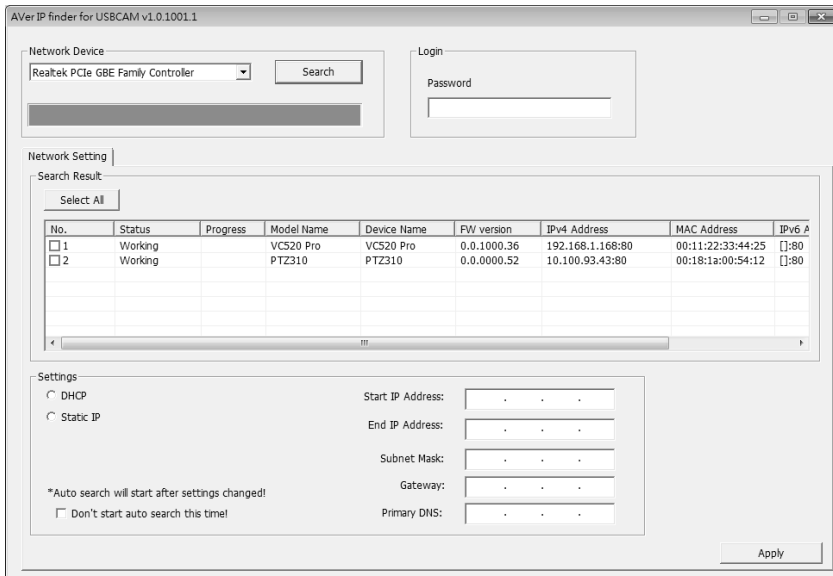 AVer IP finder for USBCAM v1.0.1001.1
Network Device
Realtek PCIe GBE Family Controller
Search
Login
Password
Network Setting
Search Result
Select All
No. Status Progress Model Name Device Name FW version IPv4 Address MAC Address IPv6 A
1 Working VC520 Pro VC520 Pro 0.0.1000.36 192.168.1.168:80 00:11:22:33:44:25 []:80
2 Working PTZ310 PTZ310 0.0.0000.52 10.100.93.43:80 00:18:1a:00:54:12 []:80
Settings
DHCP
Static IP
*Auto search will start after settings changed!
Don't start auto search this time!
Start IP Address: . . .
End IP Address: . . .
Subnet Mask: . . .
Gateway: . . .
Primary DNS: . . .
Apply